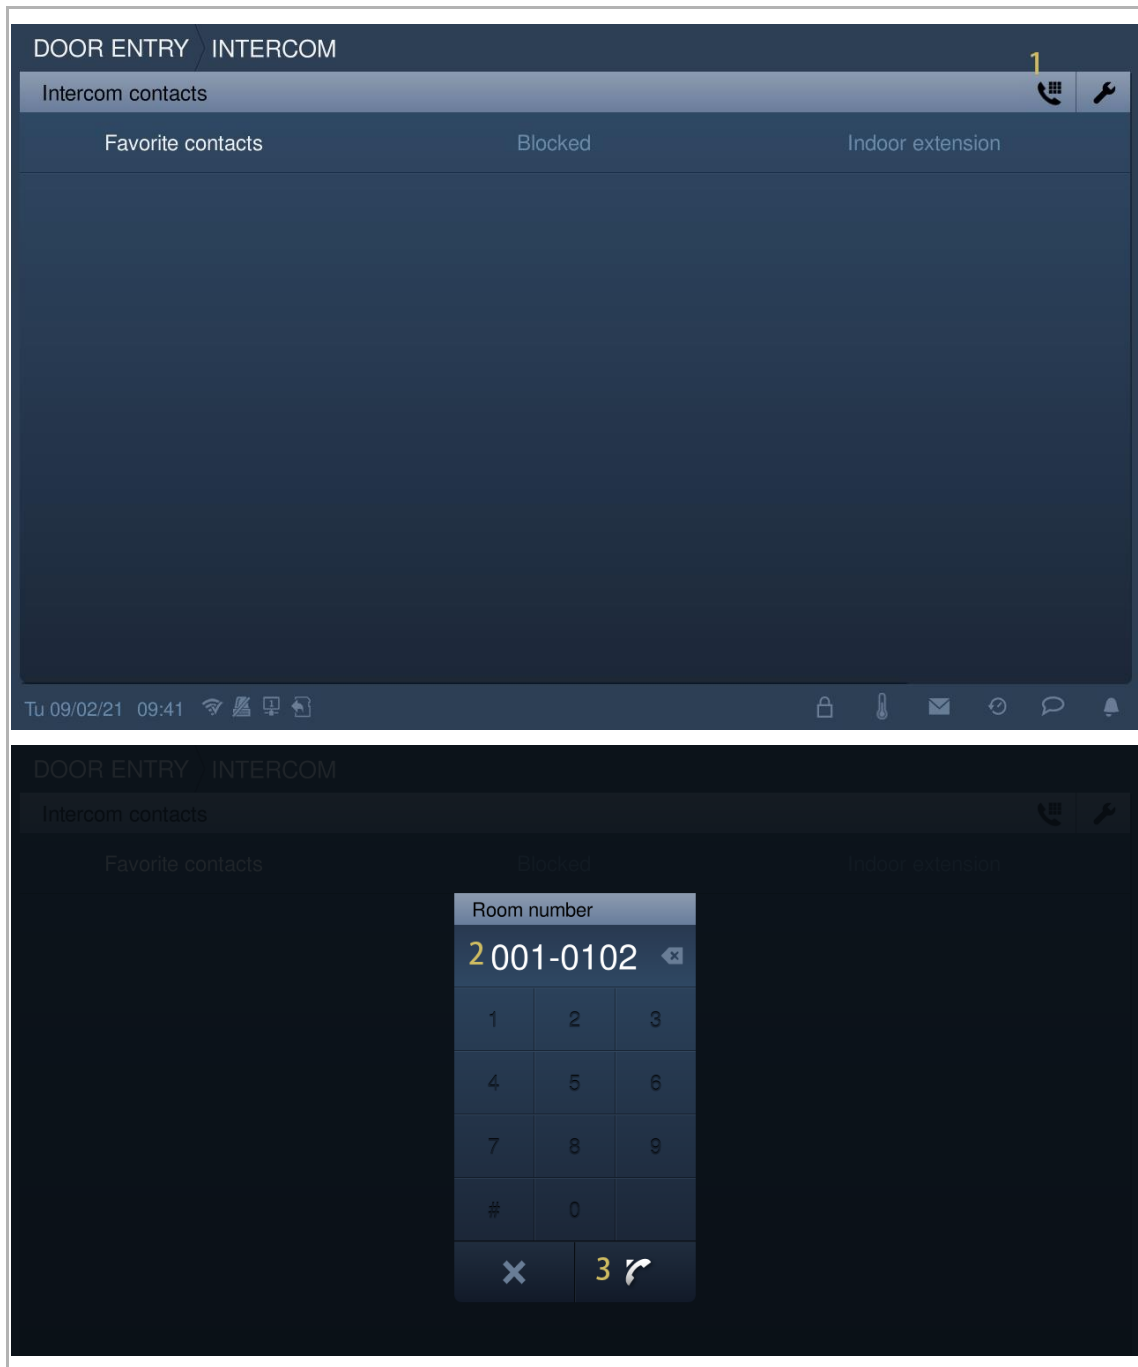 DOOR ENTRY INTERCOM
1
Intercom contacts
Favorite contacts Blocked Indoor extension
Tu 09/02/21 09:41 1
DOOR ENTRY INTERCOM
Intercom contacts
Favorite contacts Blocked Indoor extension
Room number
2 001-0102
1 2 3
4 5 6
7 8 9
# 0
3